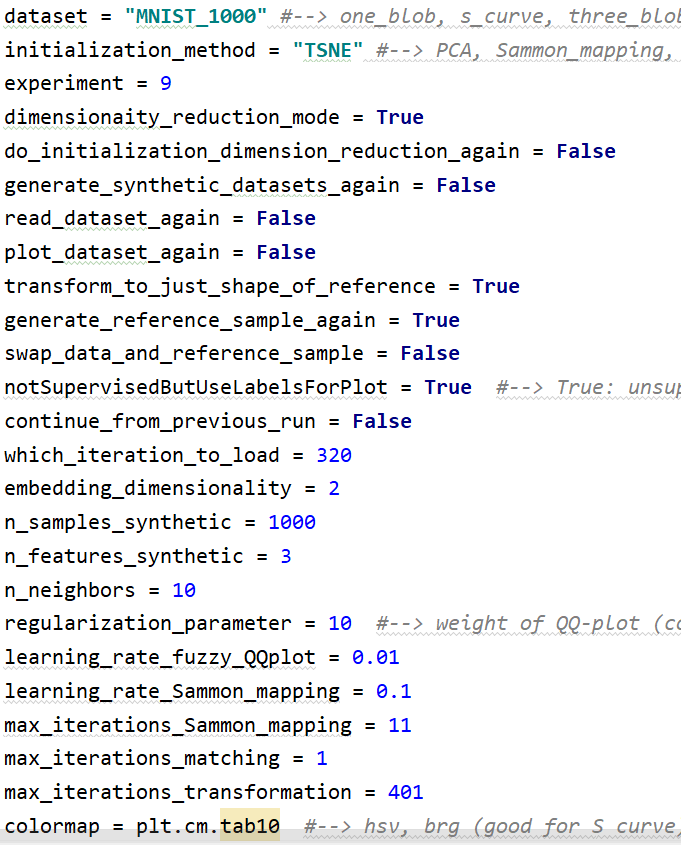 dataset = "MNIST_1000" #--> one_blob, s_curve, three_blob
initialization_method = "TSNE" #--> PCA, Sammon_mapping,
experiment = 9
dimensionaity_reduction_mode = True
do_initialization_dimension_reduction_again = False
generate_synthetic_datasets_again = False
read_dataset_again = False
plot_dataset_again = False
transform_to_just_shape_of_reference = True
generate_reference_sample_again = True
swap_data_and_reference_sample = False
notSupervisedButUseLabelsForPlot = True #--> True: unsup
continue_from_previous_run = False
which_iteration_to_load = 320
embedding_dimensionality = 2
n_samples_synthetic = 1000
n_features_synthetic = 3
n_neighbors = 10
regularization_parameter = 10 #--> weight of QQ-plot (co
learning_rate_fuzzy_QQplot = 0.01
learning_rate_Sammon_mapping = 0.1
max_iterations_Sammon_mapping = 11
max_iterations_matching = 1
max_iterations_transformation = 401
colormap = plt.cm.tab10 #--> hsv, brg (good for S curve,